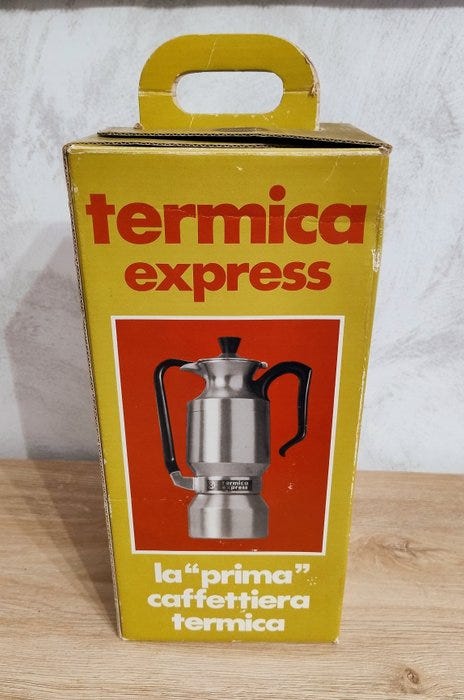 termica
express
termica
express
la "prima"
caffettiera
termica